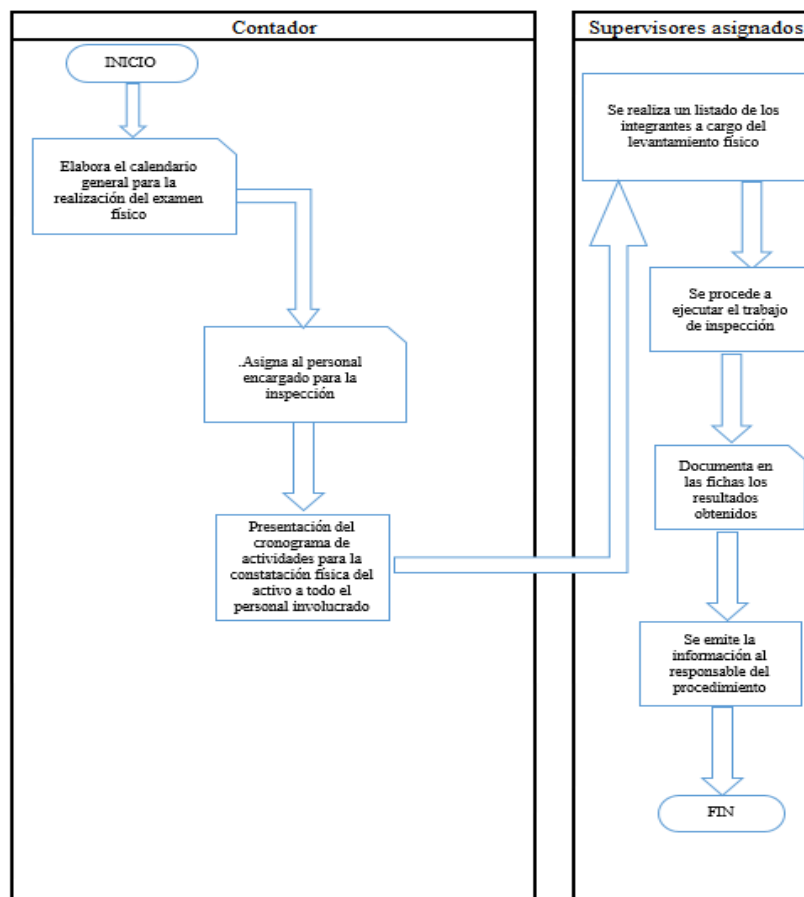 Contador
INICIO
Elabora el calendario
general para la
realización del examen
físico
.Asigna al personal
encargado para la
inspección
Presentación del
cronograma de
actividades para la
constatación física del
activo a todo el
personal involucrado
Supervisores asignados
Se realiza un listado de los
integrantes a cargo del
levantamiento físico
Se procede a
ejecutar el trabajo
de inspección
Documenta en
las fichas los
resultados
obtenidos
Se emite la
información al
responsable del
procedimiento
FIN